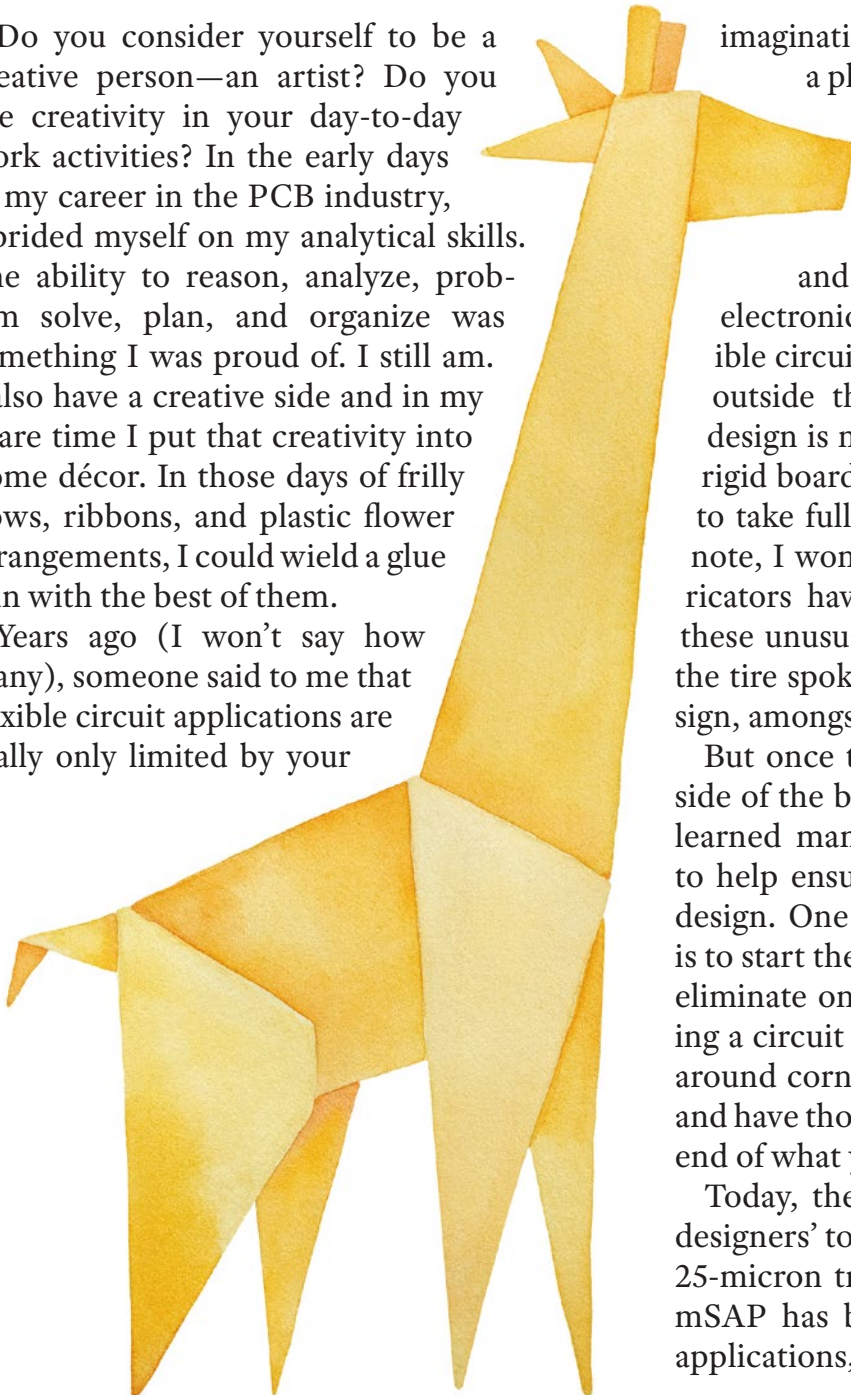 Do you consider yourself to be a
eative person—an artist? Do you
e creativity in your day-to-day
ork activities? In the early days
my career in the PCB industry,
prided myself on my analytical skills.
he ability to reason, analyze, prob-
m solve, plan, and organize was
mething I was proud of. I still am.
also have a creative side and in my
are time I put that creativity into
ome décor. In those days of frilly
ows, ribbons, and plastic flower
rangements, I could wield a glue
n with the best of them.
Years ago (I won’t say how
any), someone said to me that
xible circuit applications are
ally only limited by your
imaginati
a pl
and
electronic
ible circui
outside th
design is n
rigid board
to take full
note, I won
ricators hav
these unusu
the tire spok
sign, amongs
But once t
side of the b
learned man
to help ensu
design. One
is to start the
eliminate on
ing a circuit
around corn
and have tho
end of what y
Today, the
designers’ to
25-micron tr
mSAP has b
applications,